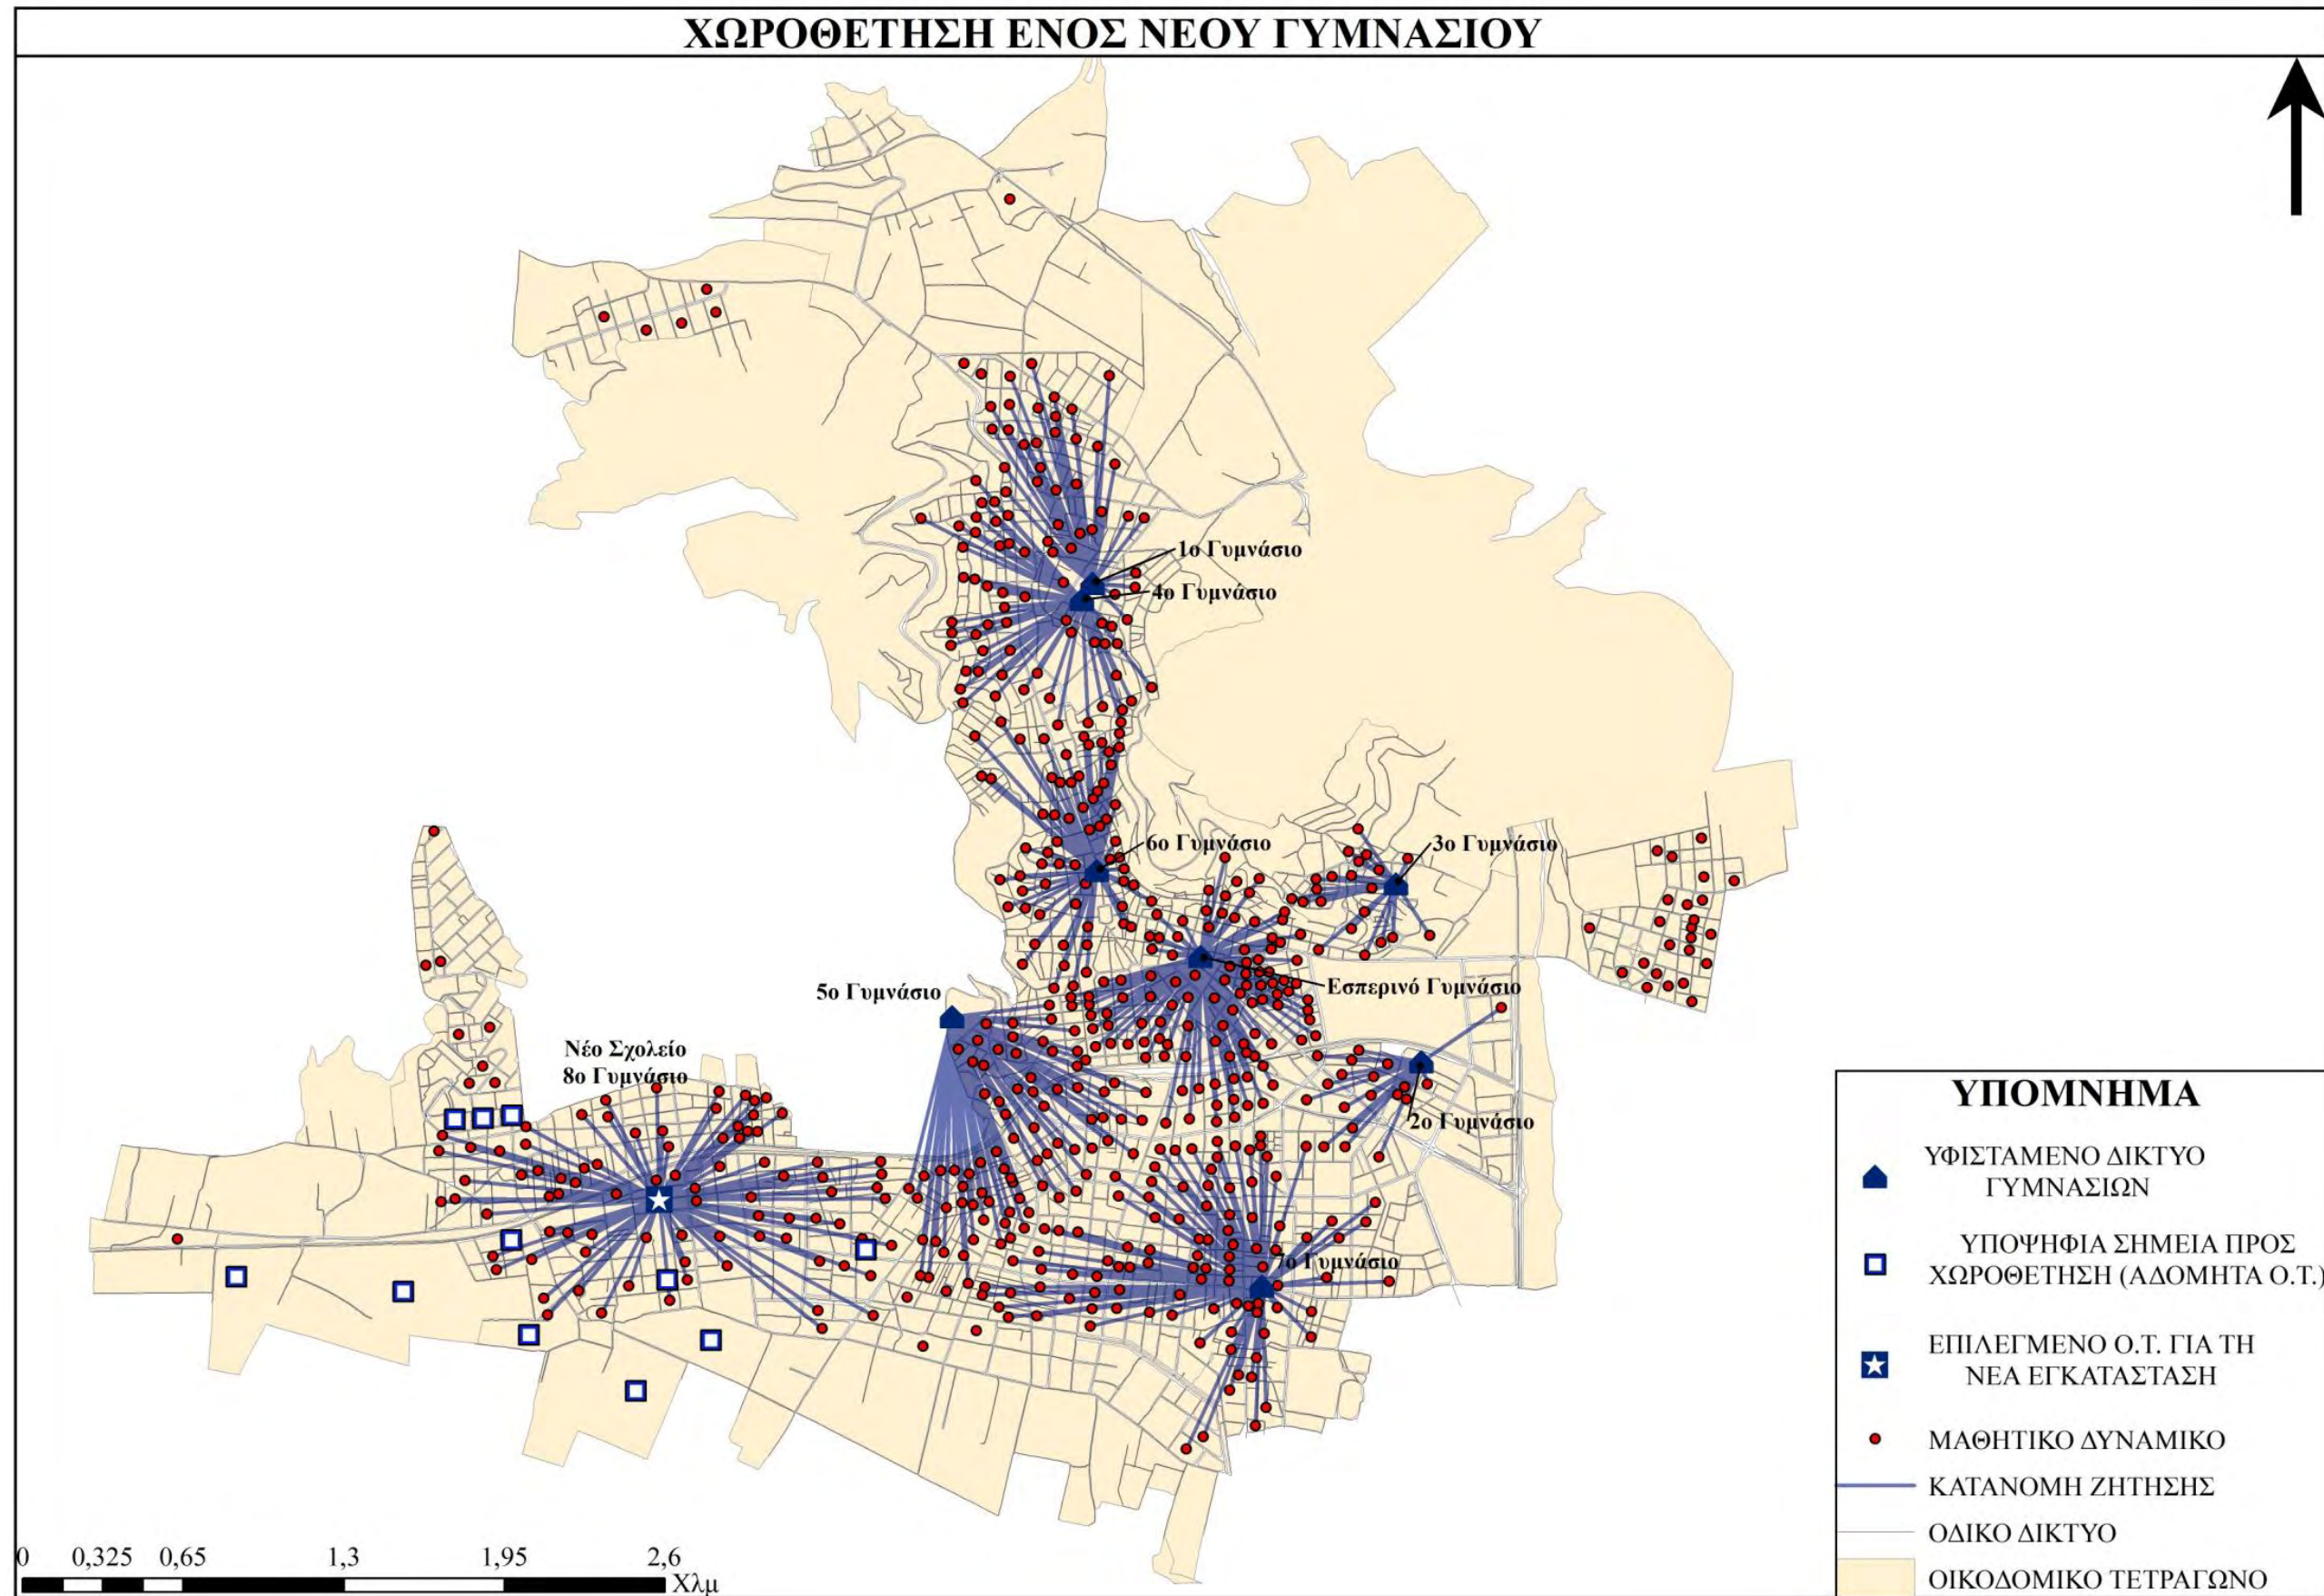 ΧΩΡΟΘΕΤΗΣΗ ΕΝΟΣ ΝΕΟΥ ΓΥΜΝΑΣΙΟΥ
1ο Γυμνάσιο
4ο Γυμνάσιο
6ο Γυμνάσιο
3ο Γυμνάσιο
5ο Γυμνάσιο
Εσπερινό Γυμνάσιο
Νέο Σχολείο
8ο Γυμνάσιο
2ο Γυμνάσιο
7ο Γυμνάσιο
ΥΠΟΜΝΗΜΑ
ΥΦΙΣΤΑΜΕΝΟ ΔΙΚΤΥΟ
ΓΥΜΝΑΣΙΩΝ
ΥΠΟΨΗΦΙΑ ΣΗΜΕΙΑ ΠΡΟΣ
ΧΩΡΟΘΕΤΗΣΗ (ΑΔΟΜΗΤΑ Ο.Τ.)
ΕΠΙΛΕΓΜΕΝΟ Ο.Τ. ΓΙΑ ΤΗ
ΝΕΑ ΕΓΚΑΤΑΣΤΑΣΗ
ΜΑΘΗΤΙΚΟ ΔΥΝΑΜΙΚΟ
ΚΑΤΑΝΟΜΗ ΖΗΤΗΣΗΣ
ΟΔΙΚΟ ΔΙΚΤΥΟ
ΟΙΚΟΔΟΜΙΚΟ ΤΕΤΡΑΓΩΝΟ
0 0,325 0,65 1,3 1,95 2,6
Χλμ